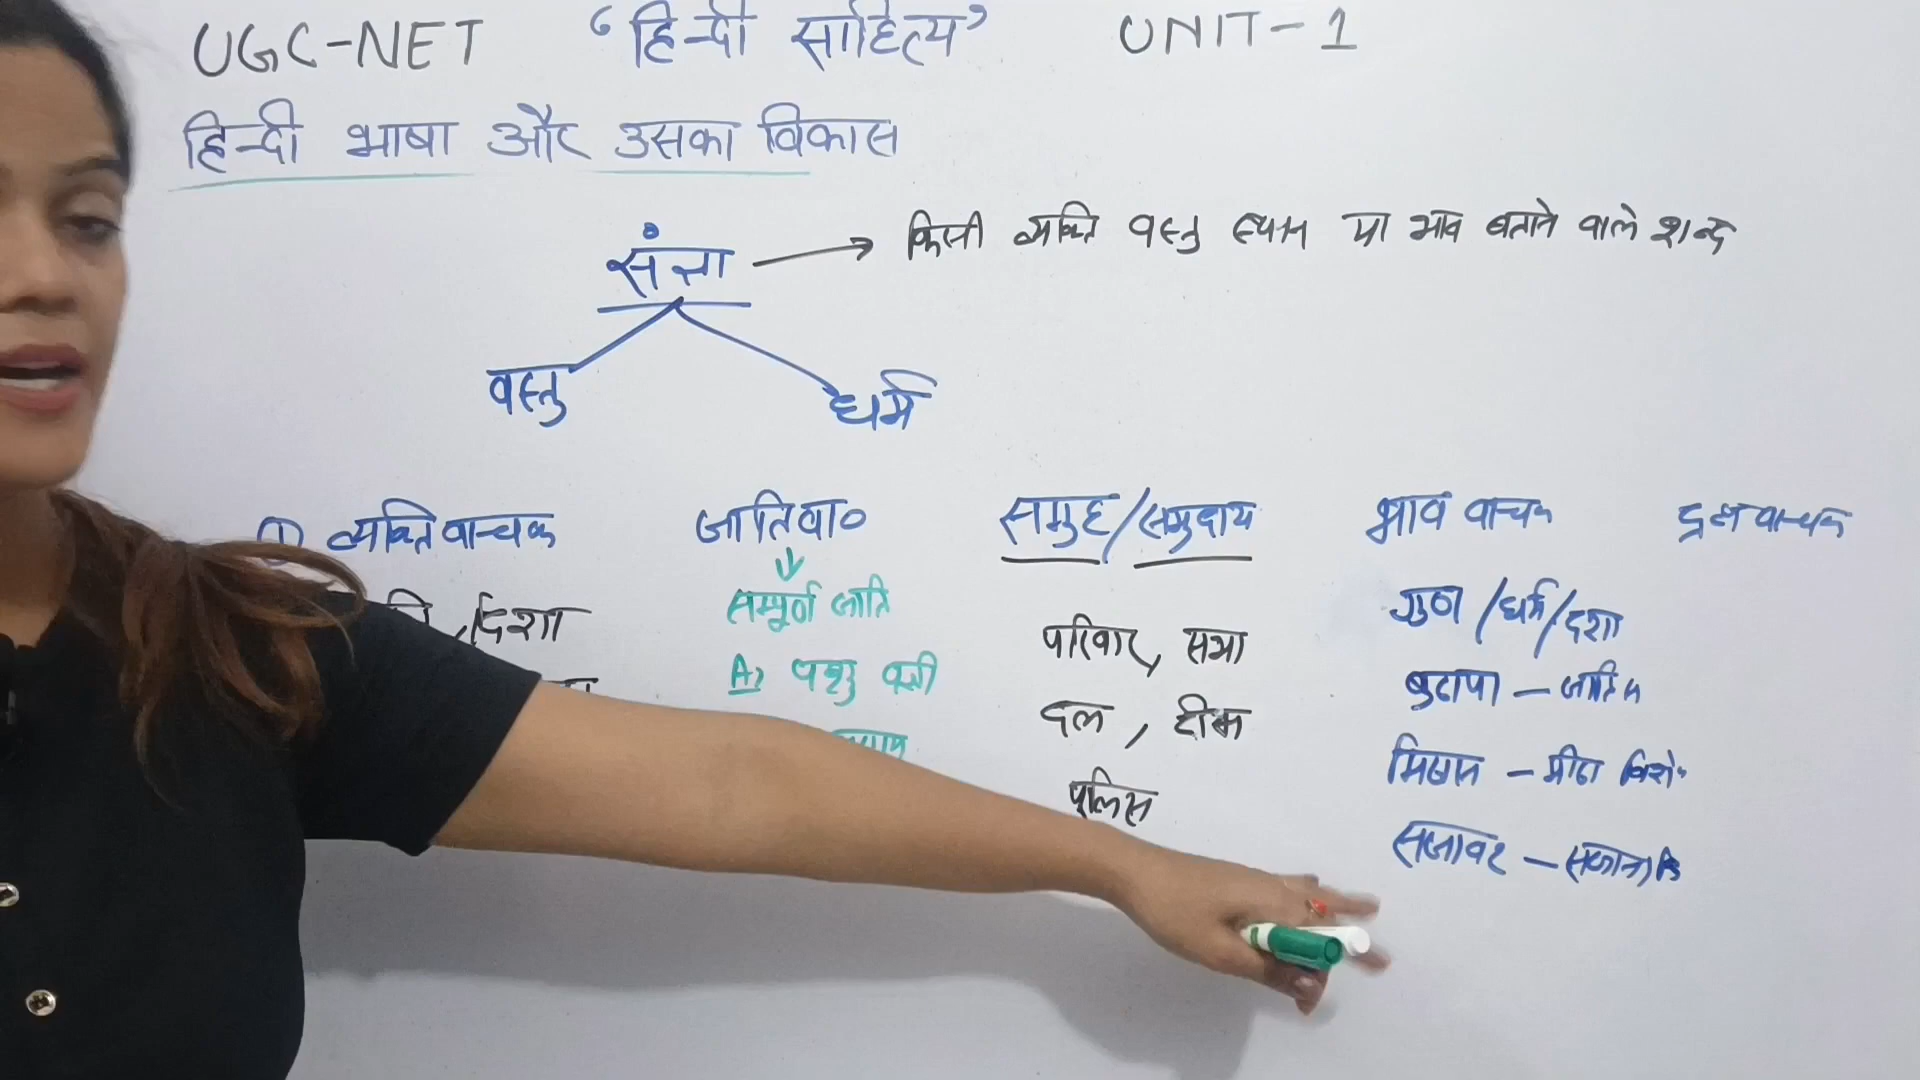 UGC-NET 'हिन्दी साहित्य' UNIT-1
हिन्दी भाषा और उसका विकास
संज्ञा → किसी व्यक्ति वस्तु स्थान या भाव बताने वाले शब्द
वस्तु धर्म
① व्यक्तिवाचक जातिवा० समुह/समुदाय भाव वाचक द्रव्यवाचक
, दिशा सम्पूर्ण जाति परिवार, सभा गुण/धर्म/दशा
A) पशु पक्षी दल, टीम बुढापा - जातिवा
पुलिस मिठास - मीठा विशे०
सजावट - सजाना